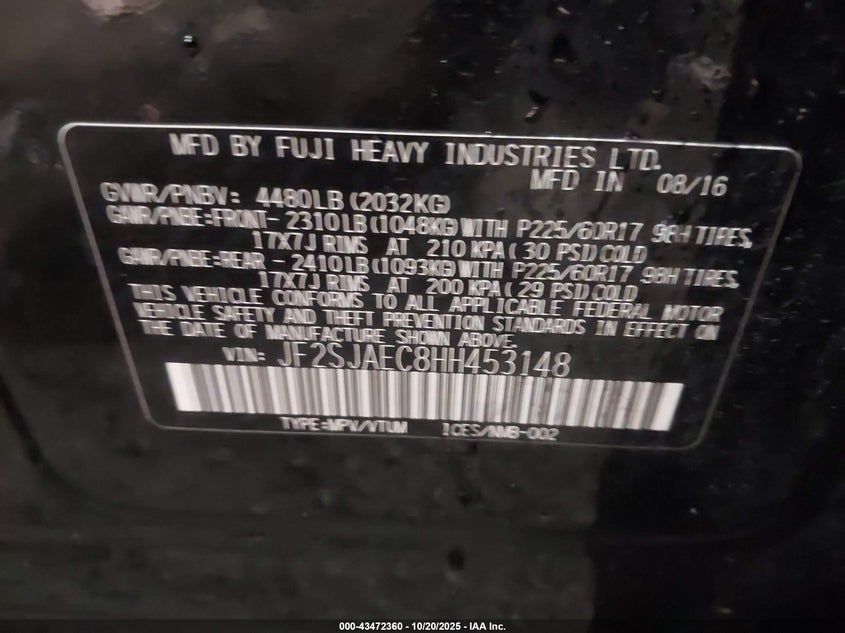 MFD BY FUJI HEAVY INDUSTRIES LTD.
MFD IN 08/16
GVWR/PNBV: 4480LB (2032KG)
GAWR/PNBE:FRONT- 2310LB(1048KG)WITH P225/60R17 98H TIRES,
17X7J RIMS AT 210 KPA( 30 PSI)COLD
GAWR/PNBE:REAR - 2410LB(1093KG)WITH P225/60R17 98H TIRES,
17X7J RIMS AT 200 KPA( 29 PSI)COLD
THIS VEHICLE CONFORMS TO ALL APPLICABLE FEDERAL MOTOR
VEHICLE SAFETY AND THEFT PREVENTION STANDARDS IN EFFECT ON
THE DATE OF MANUFACTURE SHOWN ABOVE.
VIN: JF2SJAEC8HH453148
TYPE:MPV/VTUM ICES/NMB-002
000-43472360 - 10/20/2025 - IAA Inc.